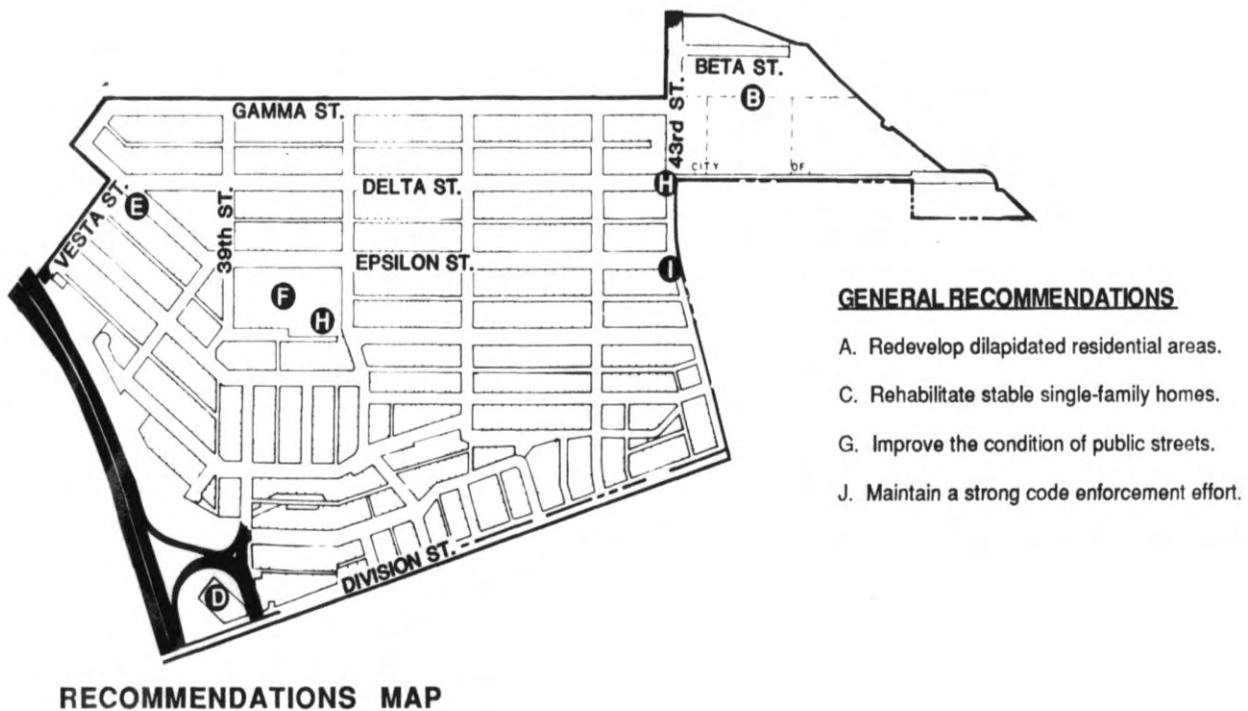 BETA ST.
B
GAMMA ST.
43rd ST.
CITY OF
H
DELTA ST.
E
VESTA ST.
39th ST.
EPSILON ST.
I
F
H
GENERAL RECOMMENDATIONS
A. Redevelop dilapidated residential areas.
C. Rehabilitate stable single-family homes.
G. Improve the condition of public streets.
J. Maintain a strong code enforcement effort.
DIVISION ST.
D
RECOMMENDATIONS MAP